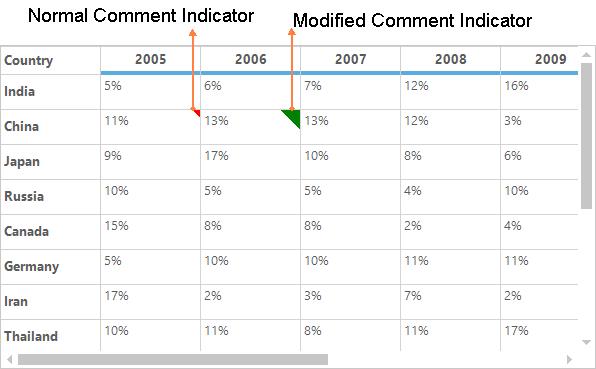 Normal Comment Indicator Modified Comment Indicator
Country 2005 2006 2007 2008 2009
India 5% 6% 7% 12% 16%
China 11% 13% 13% 12% 3%
Japan 9% 17% 10% 8% 6%
Russia 10% 5% 5% 4% 10%
Canada 15% 8% 8% 2% 4%
Germany 5% 10% 10% 11% 11%
Iran 17% 2% 3% 7% 2%
Thailand 10% 11% 8% 11% 17%